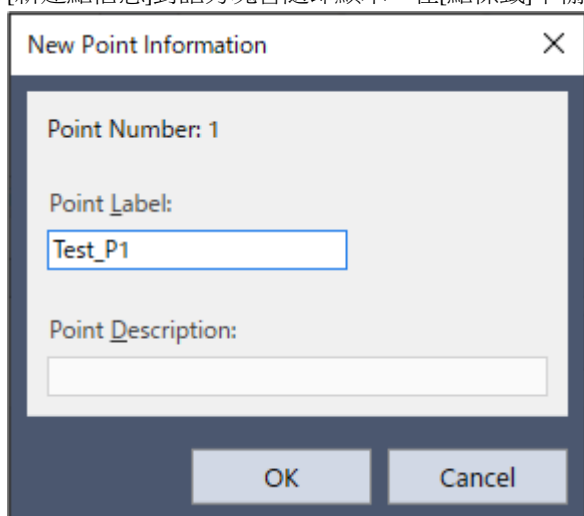 New Point Information
Point Number: 1
Point Label:
Test_P1
Point Description:
OK
Cancel